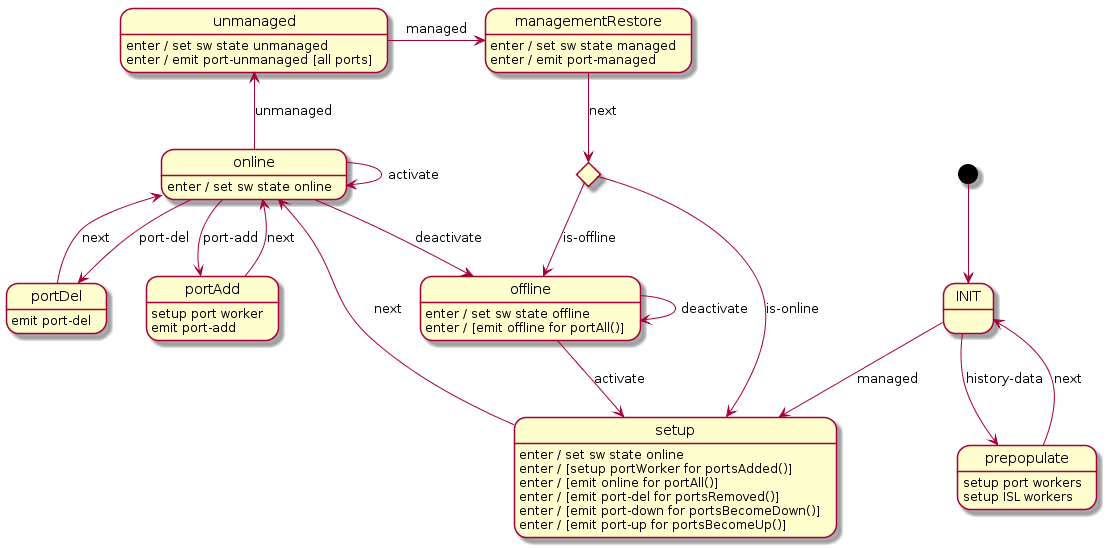 unmanaged
enter / set sw state unmanaged
enter / emit port-unmanaged [all ports]
managed
managementRestore
enter / set sw state managed
enter / emit port-managed
unmanaged
next
online
enter / set sw state online
activate
next
port-del
port-add
next
deactivate
is-offline
portDel
emit port-del
portAdd
setup port worker
emit port-add
offline
enter / set sw state offline
enter / [emit offline for portAll()]
deactivate
is-online
INIT
next
activate
managed
history-data
next
setup
enter / set sw state online
enter / [setup portWorker for portsAdded()]
enter / [emit online for portAll()]
enter / [emit port-del for portsRemoved()]
enter / [emit port-down for portsBecomeDown()]
enter / [emit port-up for portsBecomeUp()]
prepopulate
setup port workers
setup ISL workers